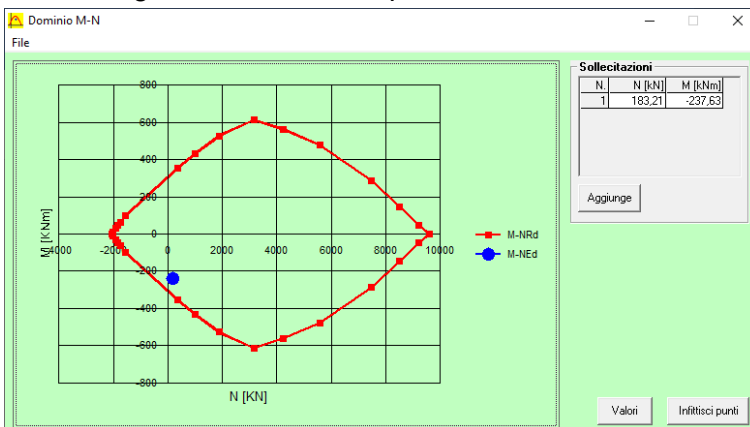 Dominio M-N
File
800
600
400
200
0
-200
-400
-600
-800
M [KNm]
-4000
-2000
0
2000
4000
6000
8000
10000
N [KN]
M-NRd
M-NEd
Sollecitazioni
N. N [kN] M [kNm]
1 183,21 -237,63
Aggiunge
Valori Infittisci punti